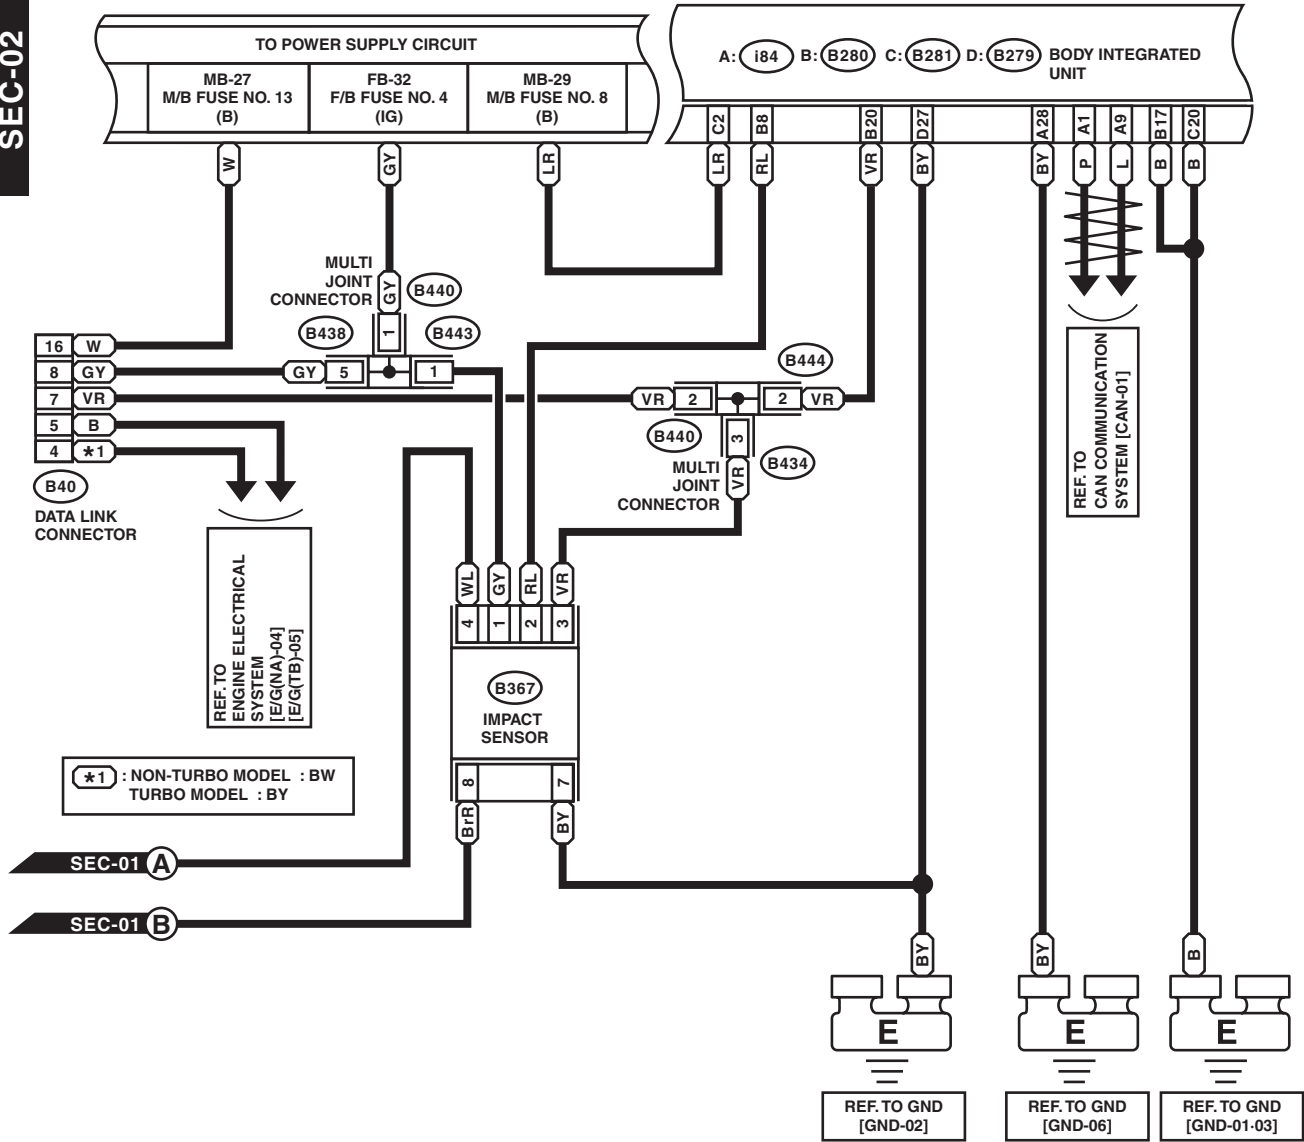 SEC-02
TO POWER SUPPLY CIRCUIT
MB-27
M/B FUSE NO. 13
(B)
FB-32
F/B FUSE NO. 4
(IG)
MB-29
M/B FUSE NO. 8
(B)
A: i84 B: B280 C: B281 D: B279 BODY INTEGRATED
UNIT
C2
B8
B20
D27
A28
A1
A9
B17
C20
W
GY
LR
LR
RL
VR
BY
BY
P
L
B
B
MULTI
JOINT
CONNECTOR
GY
B440
1
B438
B443
16 W
8 GY
7 VR
5 B
4 *1
GY 5
1
B444
VR 2
2 VR
B440
3
B434
MULTI
JOINT
CONNECTOR
VR
B40
DATA LINK
CONNECTOR
REF. TO
CAN COMMUNICATION
SYSTEM [CAN-01]
REF. TO
ENGINE ELECTRICAL
SYSTEM
[E/G(NA)-04]
[E/G(TB)-05]
WL
GY
RL
VR
4
1
2
3
B367
IMPACT
SENSOR
8
7
BrR
BY
*1 : NON-TURBO MODEL : BW
TURBO MODEL : BY
SEC-01 A
SEC-01 B
BY
BY
B
E
E
E
REF. TO GND
[GND-02]
REF. TO GND
[GND-06]
REF. TO GND
[GND-01·03]